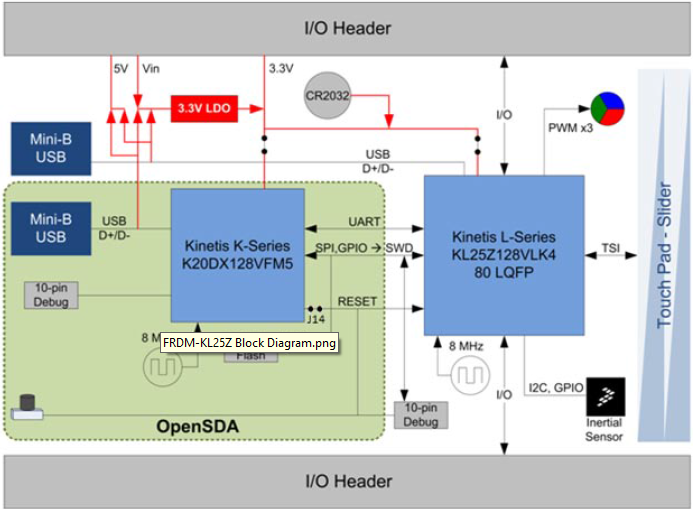 I/O Header
5V
Vin
3.3V
3.3V LDO
CR2032
I/O
PWM x3
Mini-B
USB
USB
D+/D-
Mini-B
USB
USB
D+/D-
Kinetis K-Series
K20DX128VFM5
UART
SPI,GPIO → SWD
Kinetis L-Series
KL25Z128VLK4
80 LQFP
TSI
Touch Pad - Slider
10-pin
Debug
RESET
J14
8 M
FRDM-KL25Z Block Diagram.png
Flash
8 MHz
I/O
I2C, GPIO
10-pin
Debug
Inertial
Sensor
OpenSDA
I/O Header